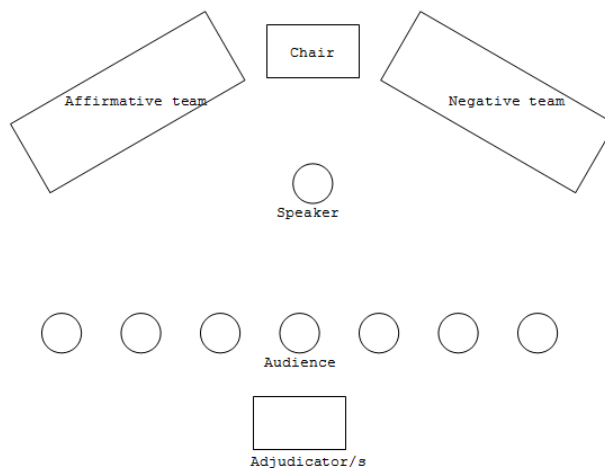 Chair
Affirmative team
Negative team
Speaker
Audience
Adjudicator/s